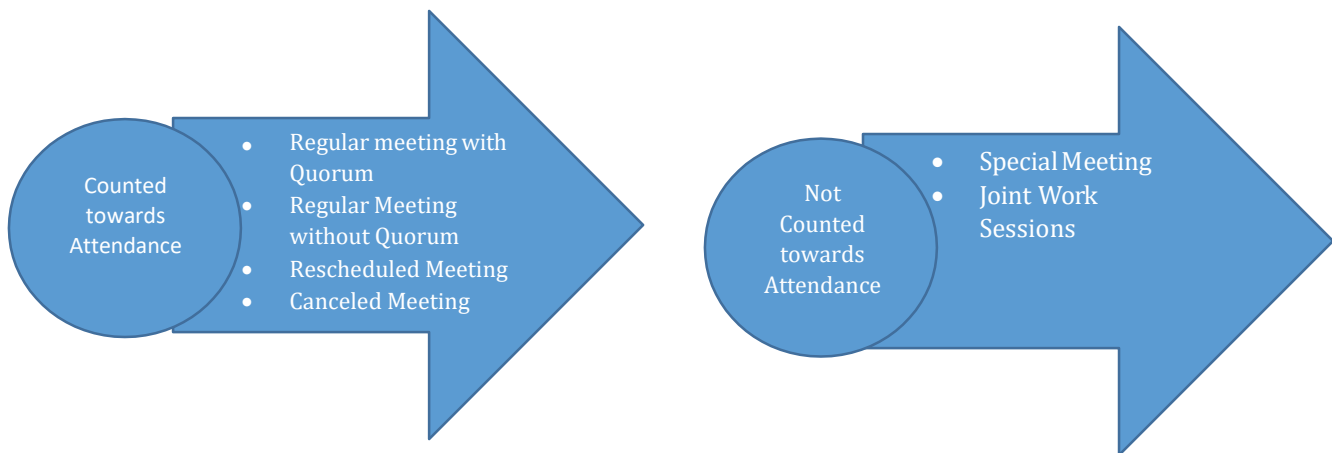 Counted
towards
Attendance
• Regular meeting with
Quorum
• Regular Meeting
without Quorum
• Rescheduled Meeting
• Canceled Meeting
Not
Counted
towards
Attendance
• Special Meeting
• Joint Work
Sessions